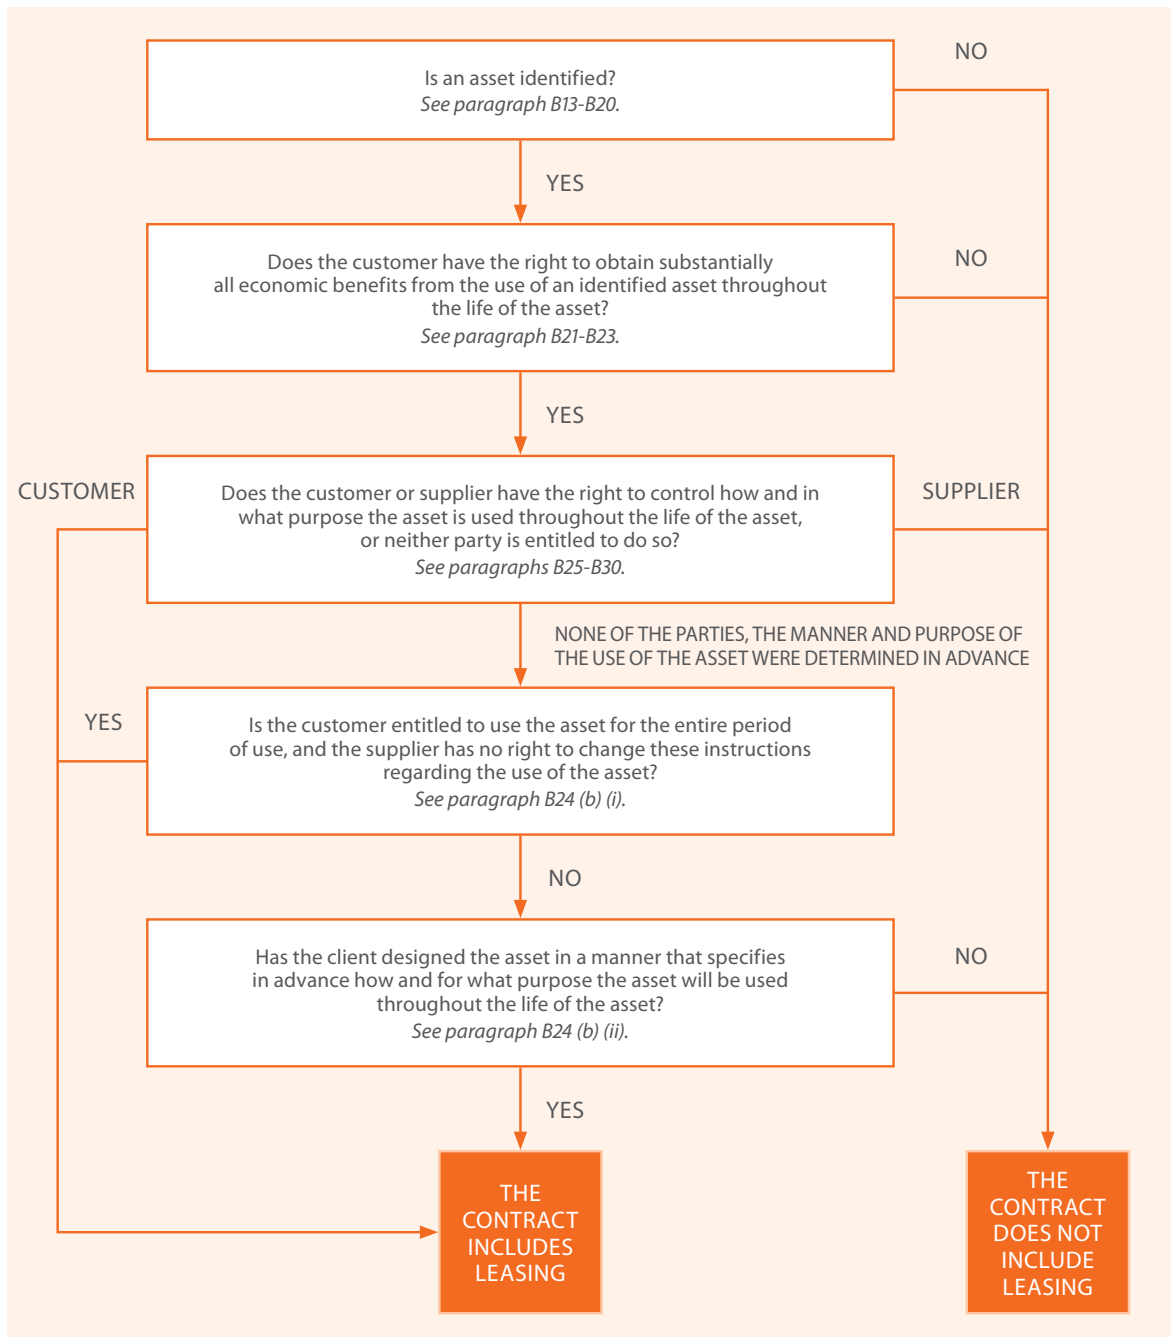 Is an asset identified?
See paragraph B13-B20.
NO
YES
Does the customer have the right to obtain substantially
all economic benefits from the use of an identified asset throughout
the life of the asset?
See paragraph B21-B23.
NO
YES
CUSTOMER
Does the customer or supplier have the right to control how and in
what purpose the asset is used throughout the life of the asset,
or neither party is entitled to do so?
See paragraphs B25-B30.
SUPPLIER
NONE OF THE PARTIES, THE MANNER AND PURPOSE OF
THE USE OF THE ASSET WERE DETERMINED IN ADVANCE
YES
Is the customer entitled to use the asset for the entire period
of use, and the supplier has no right to change these instructions
regarding the use of the asset?
See paragraph B24 (b) (i).
NO
Has the client designed the asset in a manner that specifies
in advance how and for what purpose the asset will be used
throughout the life of the asset?
See paragraph B24 (b) (ii).
NO
YES
THE
CONTRACT
INCLUDES
LEASING
THE
CONTRACT
DOES NOT
INCLUDE
LEASING